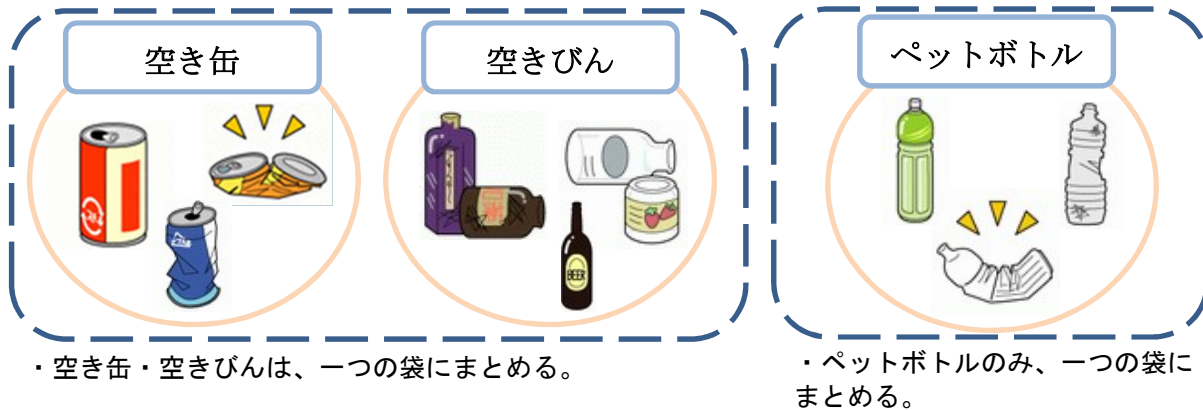 空き缶
空きびん
ペットボトル
BEER
・空き缶・空きびんは、一つの袋にまとめる。
・ペットボトルのみ、一つの袋に
まとめる。